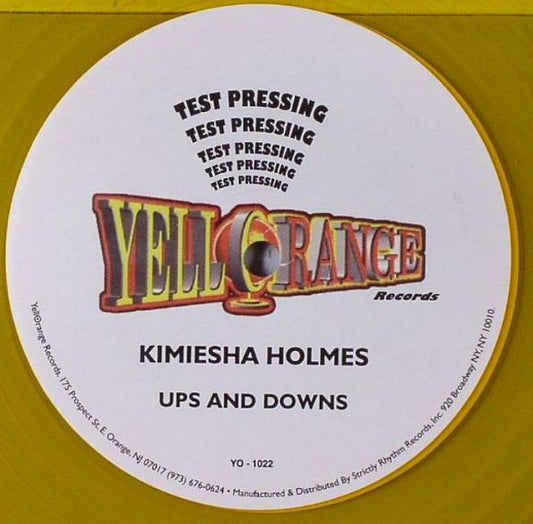 TEST PRESSING
TEST PRESSING
TEST PRESSING
TEST PRESSING
TEST PRESSING
YELLORANGE
Records
KIMIESHA HOLMES
UPS AND DOWNS
YO - 1022
YellOrange Records, 175 Prospect St. E. Orange, NJ 07017 (973) 676-0624 • Manufactured & Distributed By Strictly Rhythm Records, Inc. 920 Broadway NY, NY 10010.